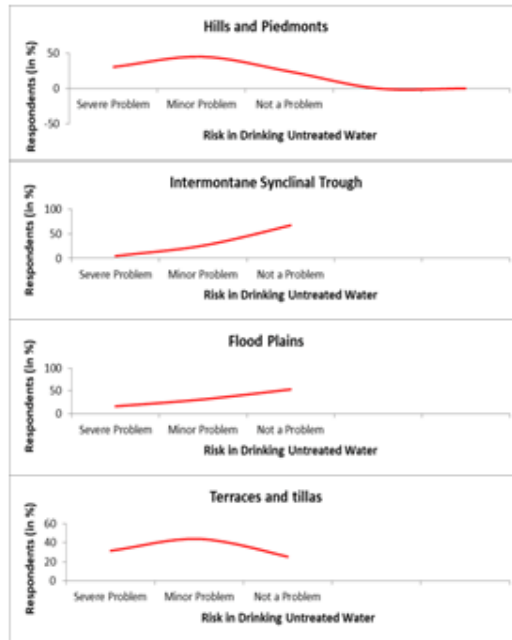 Hills and Piedmonts
Respondents (in %)
50
0
-50
Severe Problem Minor Problem Not a Problem
Risk in Drinking Untreated Water
Intermontane Synclinal Trough
Respondents (in %)
100
50
0
Severe Problem Minor Problem Not a Problem
Risk in Drinking Untreated Water
Flood Plains
Respondents (in %)
100
50
0
Severe Problem Minor Problem Not a Problem
Risk in Drinking Untreated Water
Terraces and tillas
Respondents (in %)
60
40
20
0
Severe Problem Minor Problem Not a Problem
Risk in Drinking Untreated Water